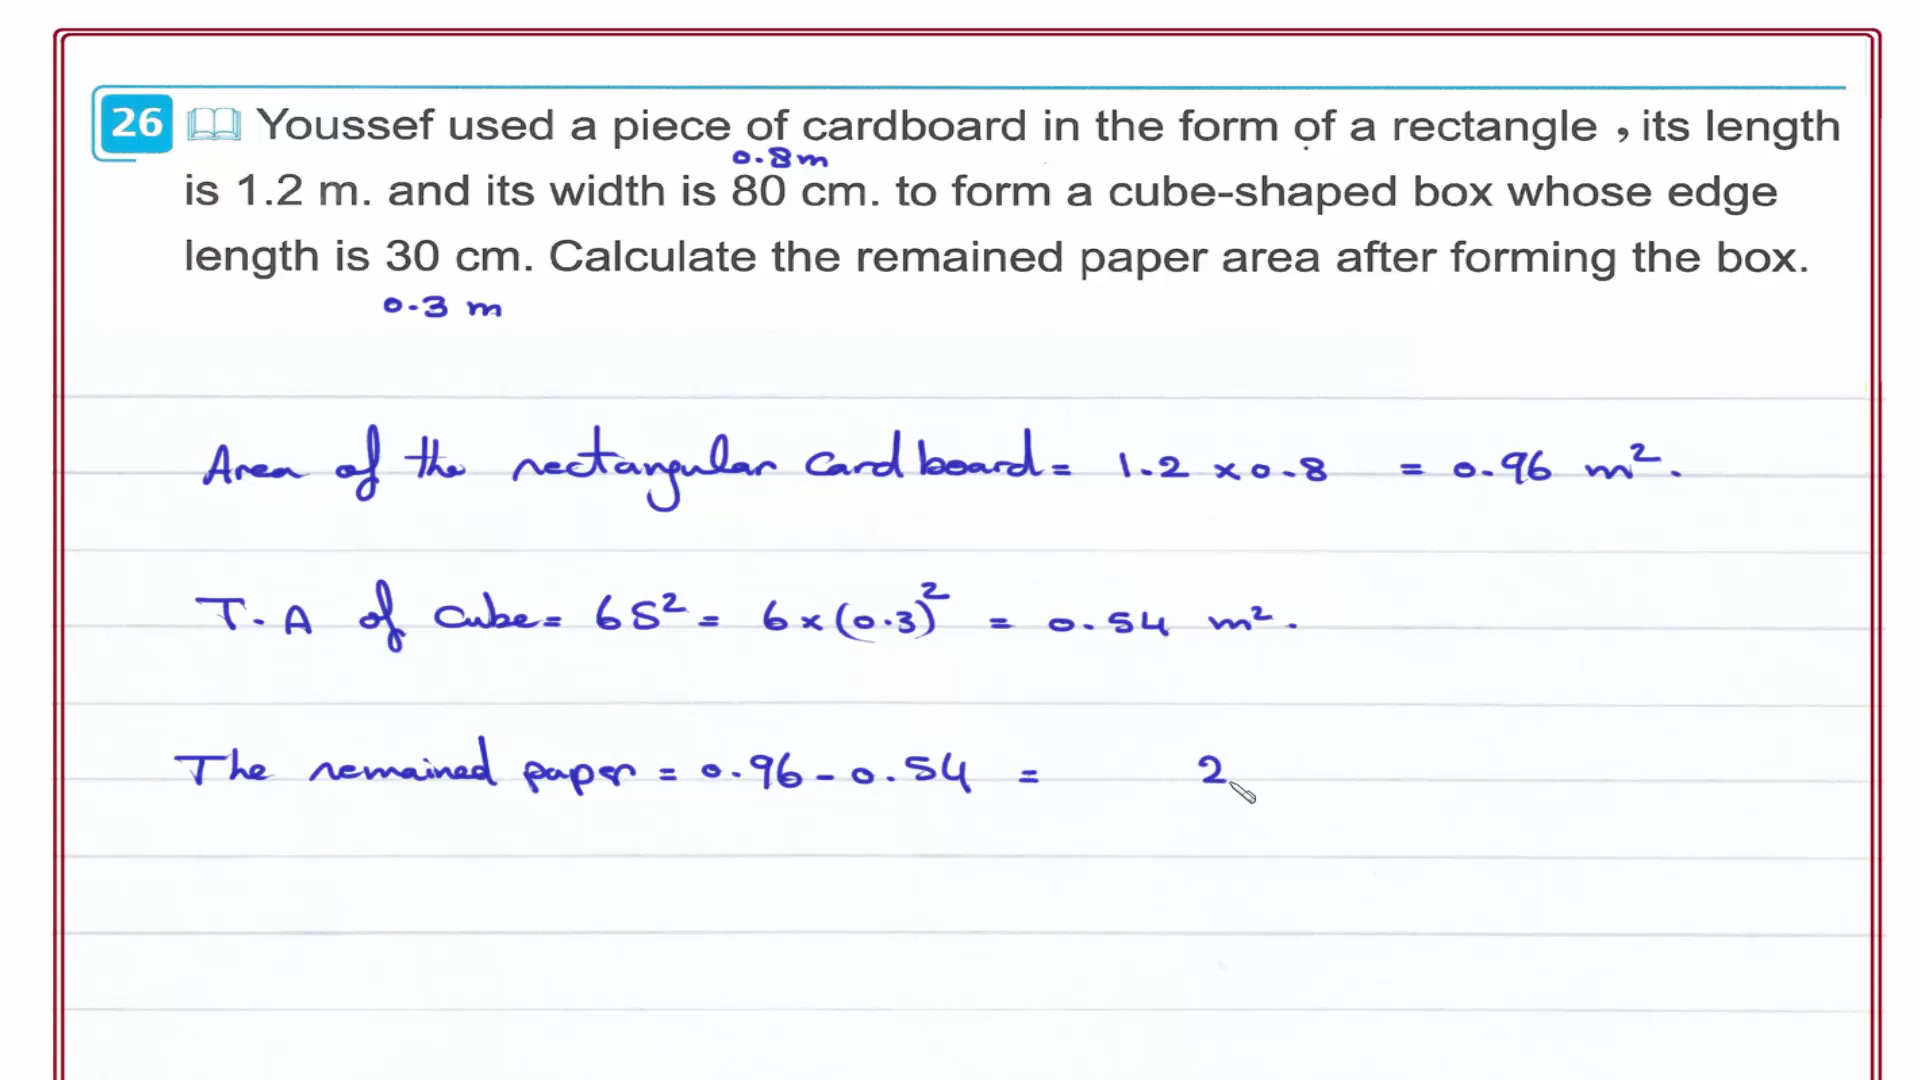 26 Youssef used a piece of cardboard in the form of a rectangle , its length
0.8m
is 1.2 m. and its width is 80 cm. to form a cube-shaped box whose edge
length is 30 cm. Calculate the remained paper area after forming the box.
0.3 m
Area of the rectangular cardboard = 1.2 x 0.8 = 0.96 m².
T.A of cube = 6S² = 6 x (0.3)² = 0.54 m².
The remained paper = 0.96 - 0.54 = 2